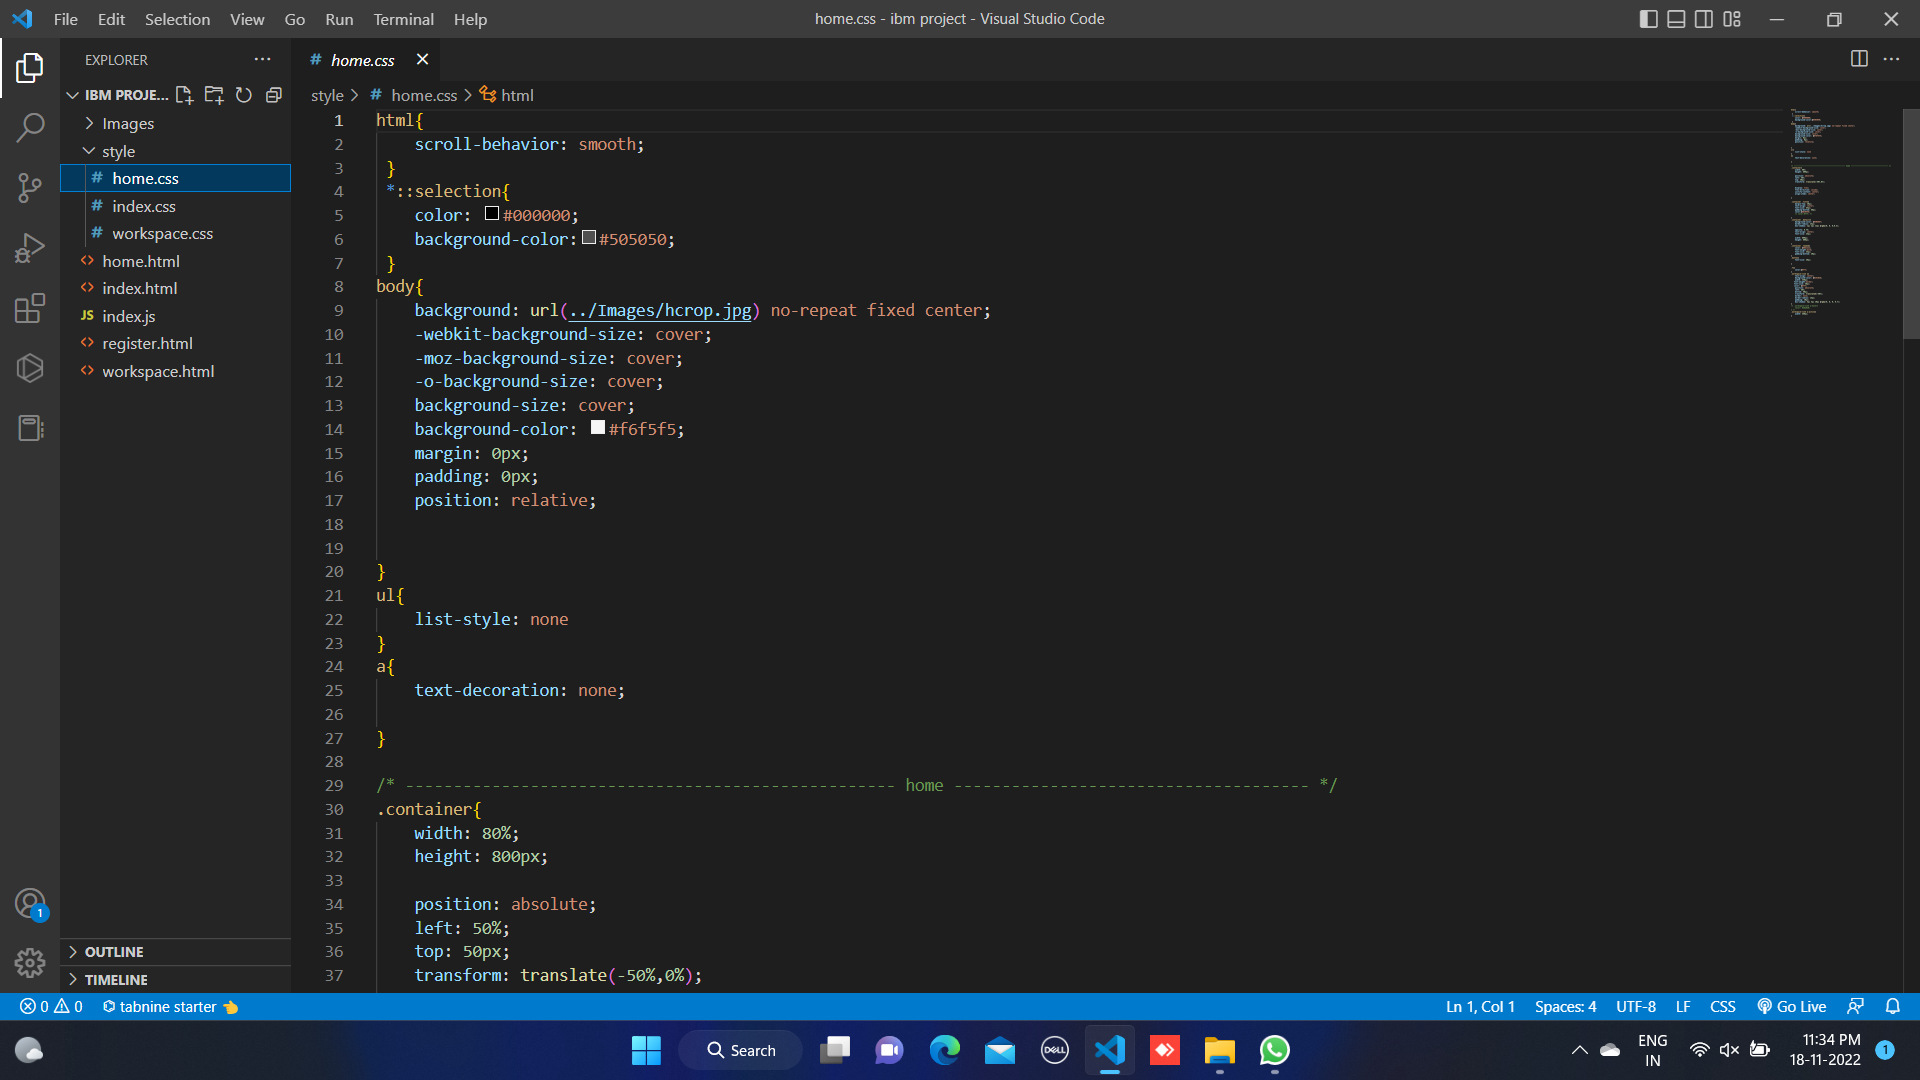 File Edit Selection View Go Run Terminal Help
home.css - ibm project - Visual Studio Code
EXPLORER
IBM PROJE...
Images
style
home.css
index.css
workspace.css
home.html
index.html
JS index.js
register.html
workspace.html
OUTLINE
TIMELINE
# home.css
style > # home.css > html
1 html{
2 scroll-behavior: smooth;
3 }
4 *::selection{
5 color: #000000;
6 background-color: #505050;
7 }
8 body{
9 background: url(../Images/hcrop.jpg) no-repeat fixed center;
10 -webkit-background-size: cover;
11 -moz-background-size: cover;
12 -o-background-size: cover;
13 background-size: cover;
14 background-color: #f6f5f5;
15 margin: 0px;
16 padding: 0px;
17 position: relative;
18
19
20 }
21 ul{
22 list-style: none
23 }
24 a{
25 text-decoration: none;
26
27 }
28
29 /* --------------------------------------------------- home ------------------------------------- */
30 .container{
31 width: 80%;
32 height: 800px;
33
34 position: absolute;
35 left: 50%;
36 top: 50px;
37 transform: translate(-50%,0%);
1
0 0 tabnine starter
Ln 1, Col 1 Spaces: 4 UTF-8 LF CSS Go Live
Search
DELL
ENG
IN
11:34 PM
18-11-2022
1